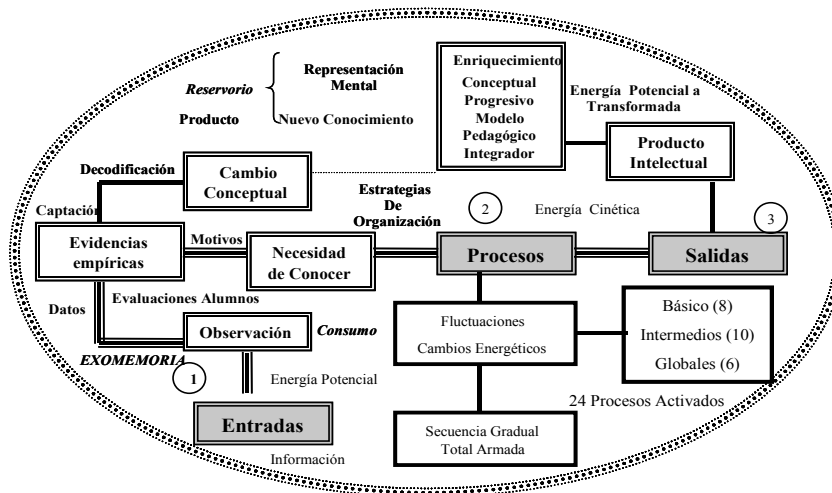 Reservorio
Representación
Mental
Producto
Nuevo Conocimiento
Enriquecimiento
Conceptual
Progresivo
Modelo
Pedagógico
Integrador
Energía Potencial a
Transformada
Producto
Intelectual
Decodificación
Cambio
Conceptual
Captación
Estrategias
De
Organización
2
Energía Cinética
3
Evidencias
empíricas
Motivos
Necesidad
de Conocer
Procesos
Salidas
Datos
Evaluaciones Alumnos
Observación
Consumo
EXOMEMORIA
1
Energía Potencial
Entradas
Información
Fluctuaciones
Cambios Energéticos
Básico (8)
Intermedios (10)
Globales (6)
24 Procesos Activados
Secuencia Gradual
Total Armada